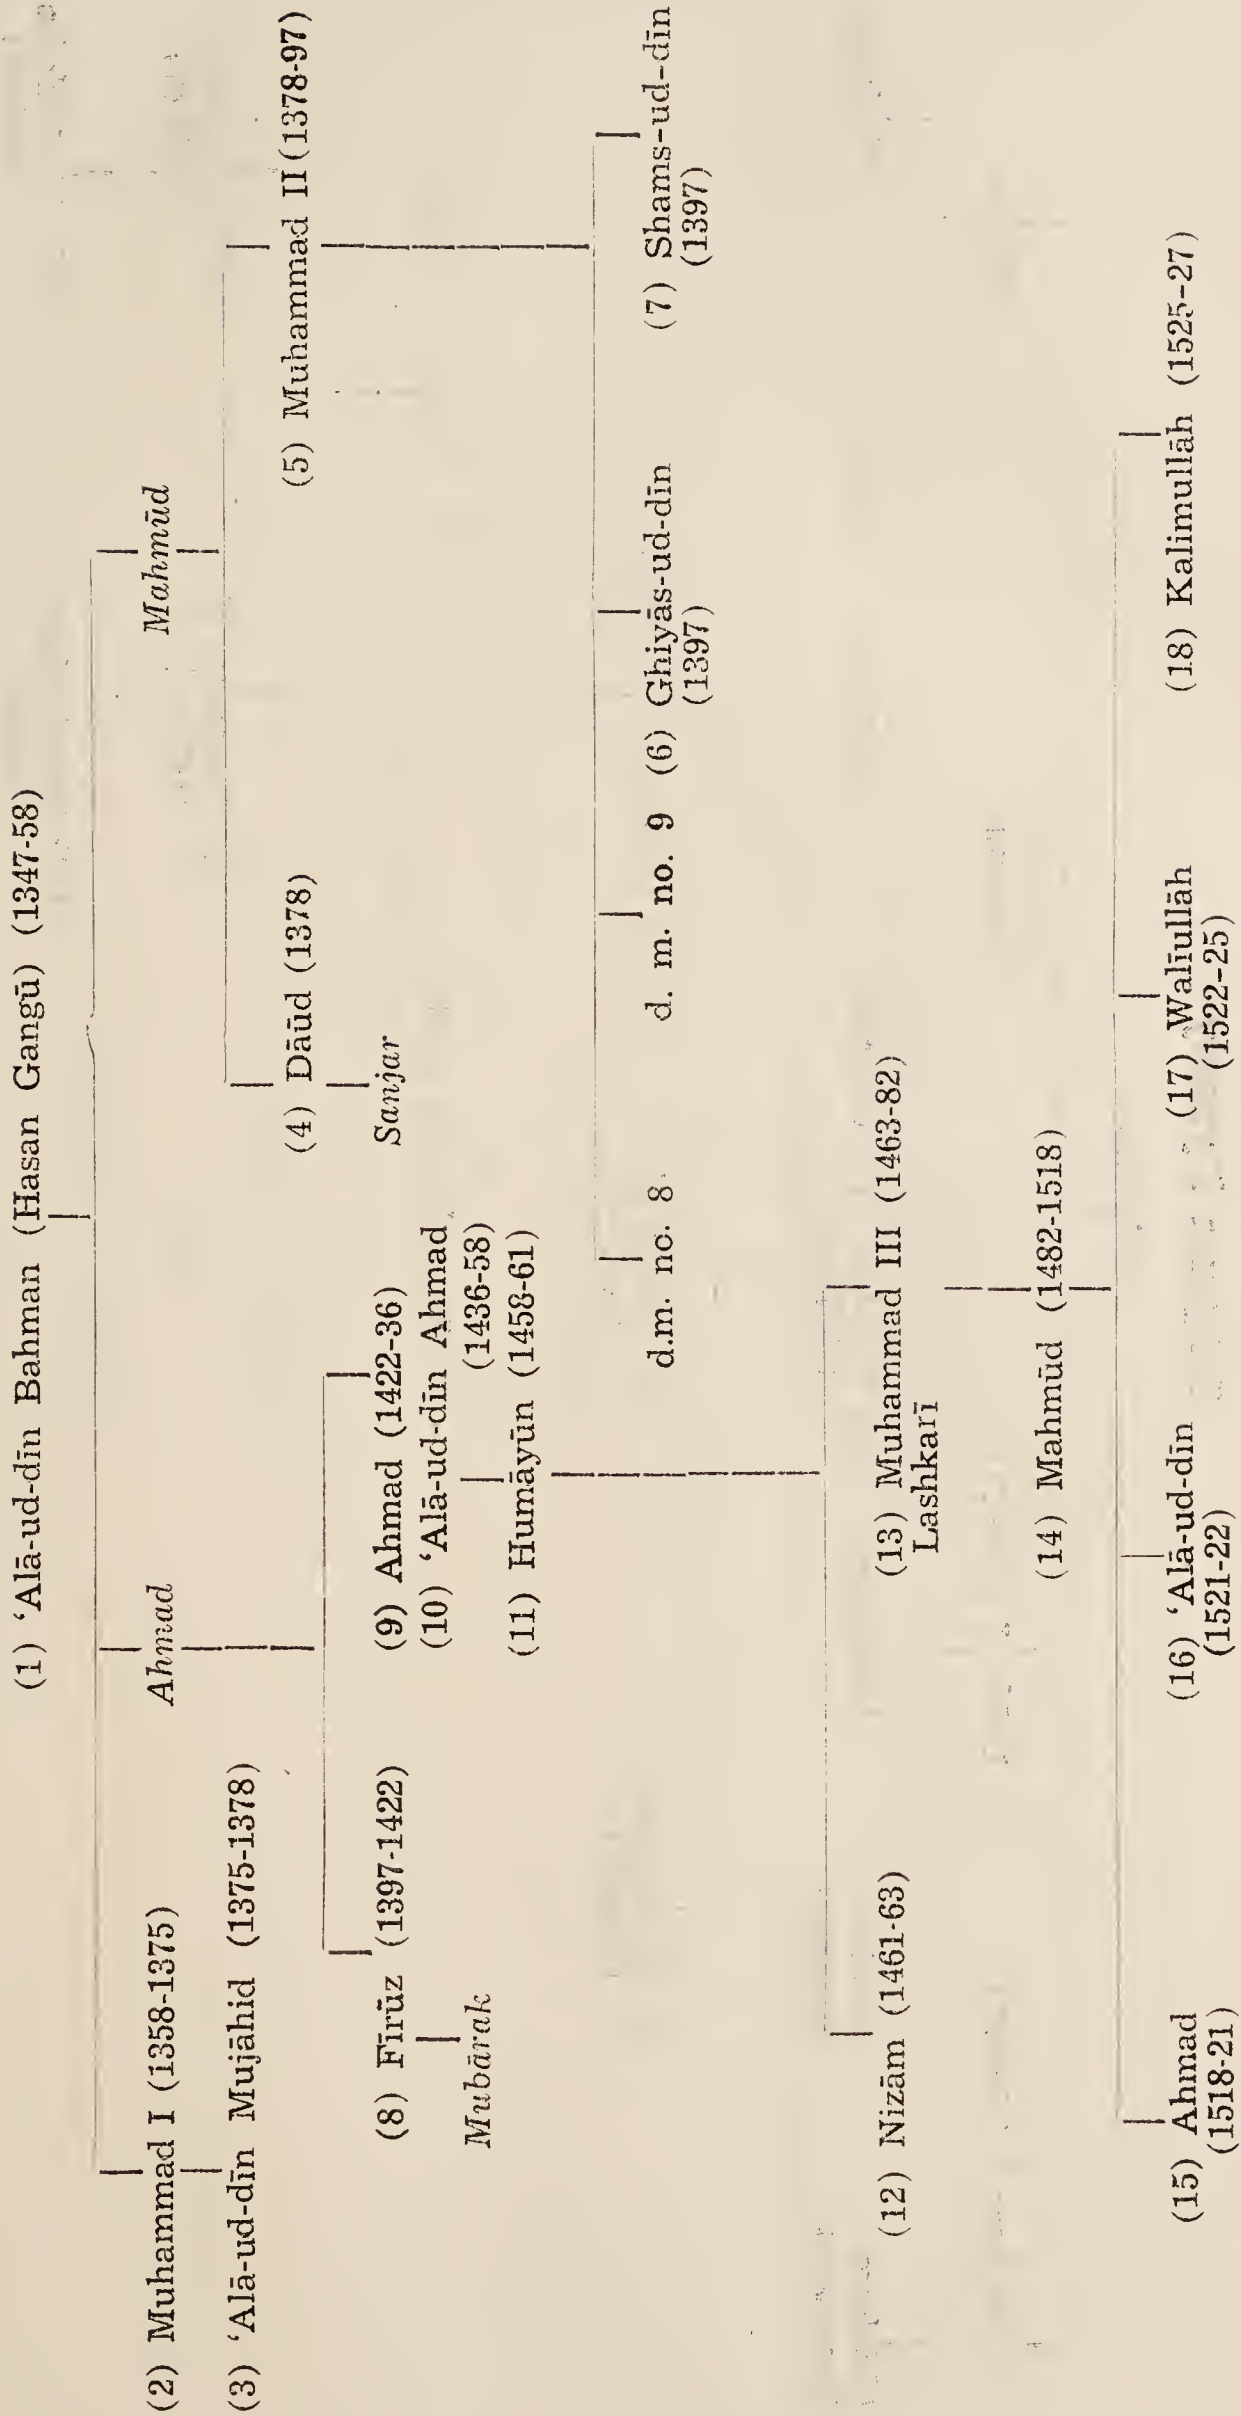 (1) ‘Alā-ud-dīn Bahman (Hasan Gangū) (1347-58)
(2) Muhammad I (1358-1375)
Ahmad
Mahmūd
(3) ‘Alā-ud-dīn Mujāhid (1375-1378)
(4) Dāūd (1378)
(5) Muhammad II (1378-97)
Sanjar
(8) Fīrūz (1397-1422)
(9) Ahmad (1422-36)
(10) ‘Alā-ud-dīn Ahmad
(1436-58)
Mubārak
(11) Humāyūn (1458-61)
d.m. no. 8
d. m. no. 9
(6) Ghiyās-ud-dīn
(1397)
(7) Shams-ud-dīn
(1397)
(12) Nizām (1461-63)
(13) Muhammad III (1463-82)
Lashkarī
(14) Mahmūd (1482-1518)
(15) Ahmad
(1518-21)
(16) ‘Alā-ud-dīn
(1521-22)
(17) Walīullāh
(1522-25)
(18) Kalimullāh (1525-27)